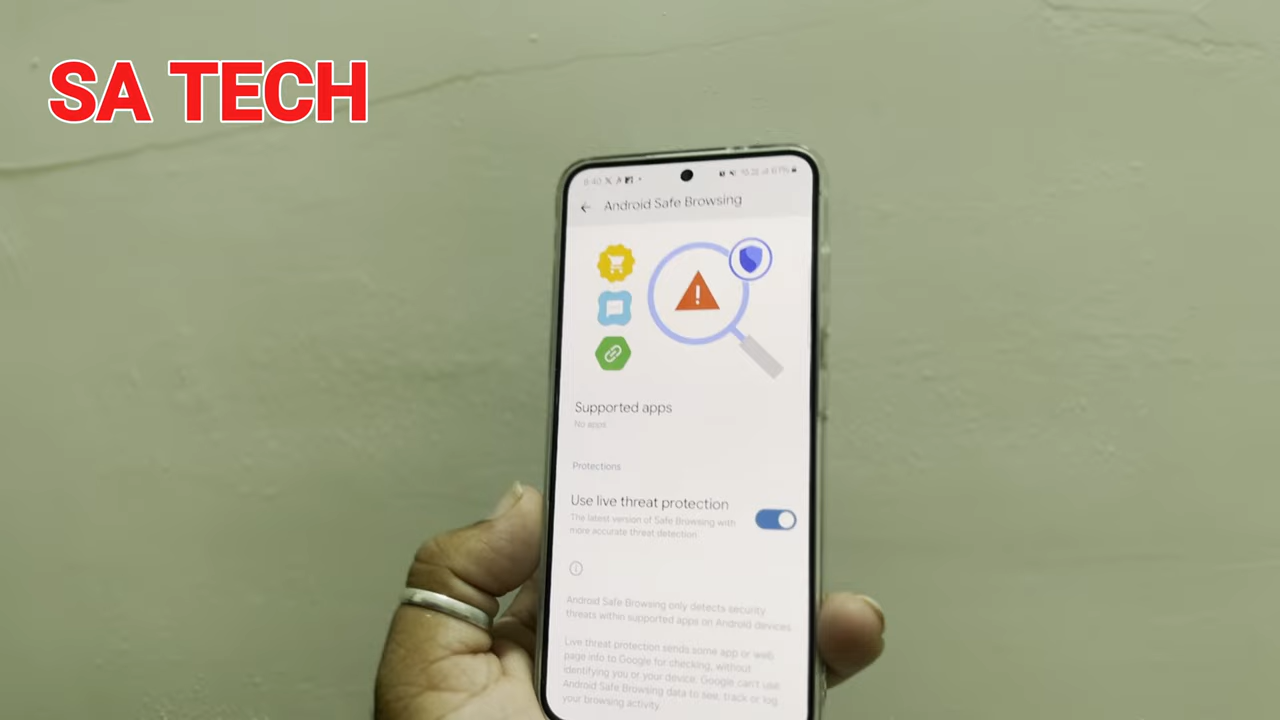 SA TECH
8:40
Android Safe Browsing
Supported apps
No apps
Protections
Use live threat protection
The latest version of Safe Browsing with
more accurate threat detection
Android Safe Browsing only detects security
threats within supported apps on Android devices.
Live threat protection sends some app or web
page info to Google for checking, without
identifying you or your device. Google can't use
Android Safe Browsing data to see, track or log
your browsing activity.